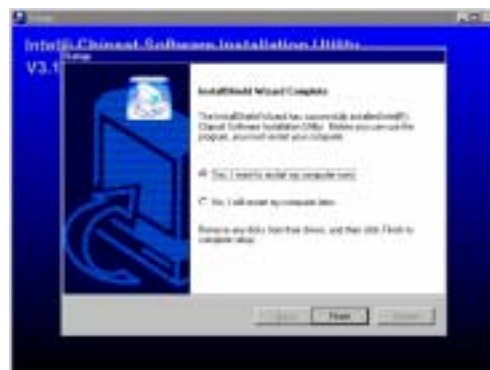 Intel(R) Chipset Software Installation Utility
V3.1
Setup
InstallShield Wizard Complete
The InstallShield Wizard has successfully installed Intel(R)
Chipset Software Installation Utility. Before you can use the
program, you must restart your computer.
Yes, I want to restart my computer now.
No, I will restart my computer later.
Remove any disks from their drives, and then click Finish to
complete setup.
Finish